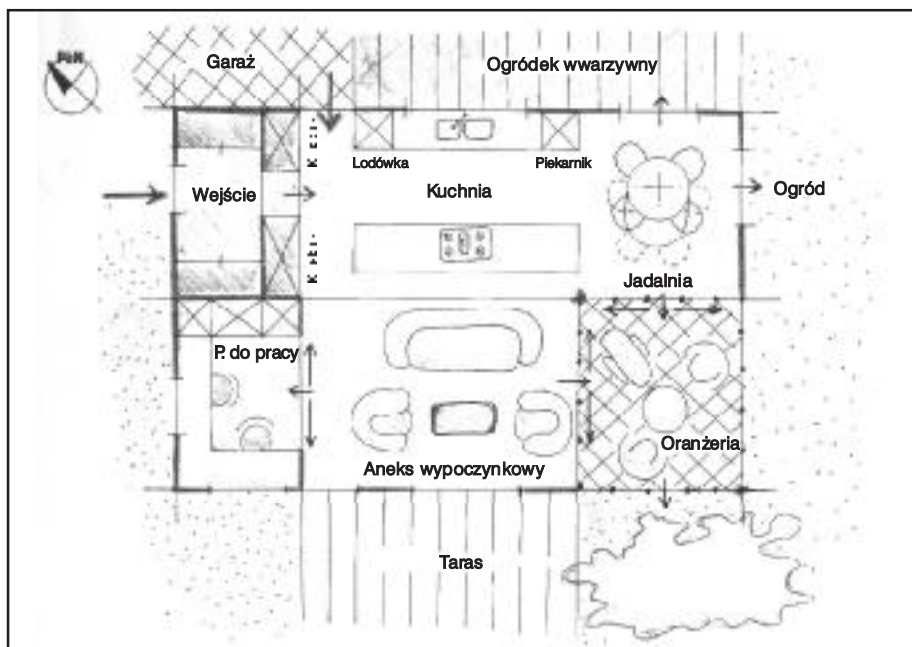 Garaż
Ogródek wwarzywny
Lodówka
Piekarnik
Wejście
Kuchnia
Ogród
Jadalnia
P. do pracy
Oranżeria
Aneks wypoczynkowy
Taras